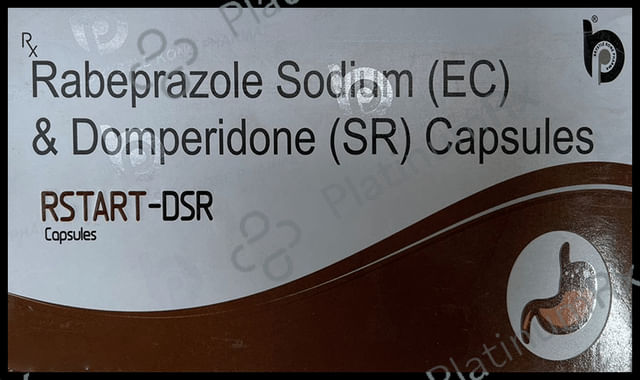 Rx
Rabeprazole Sodium (EC)
& Domperidone (SR) Capsules
RSTART-DSR
Capsules